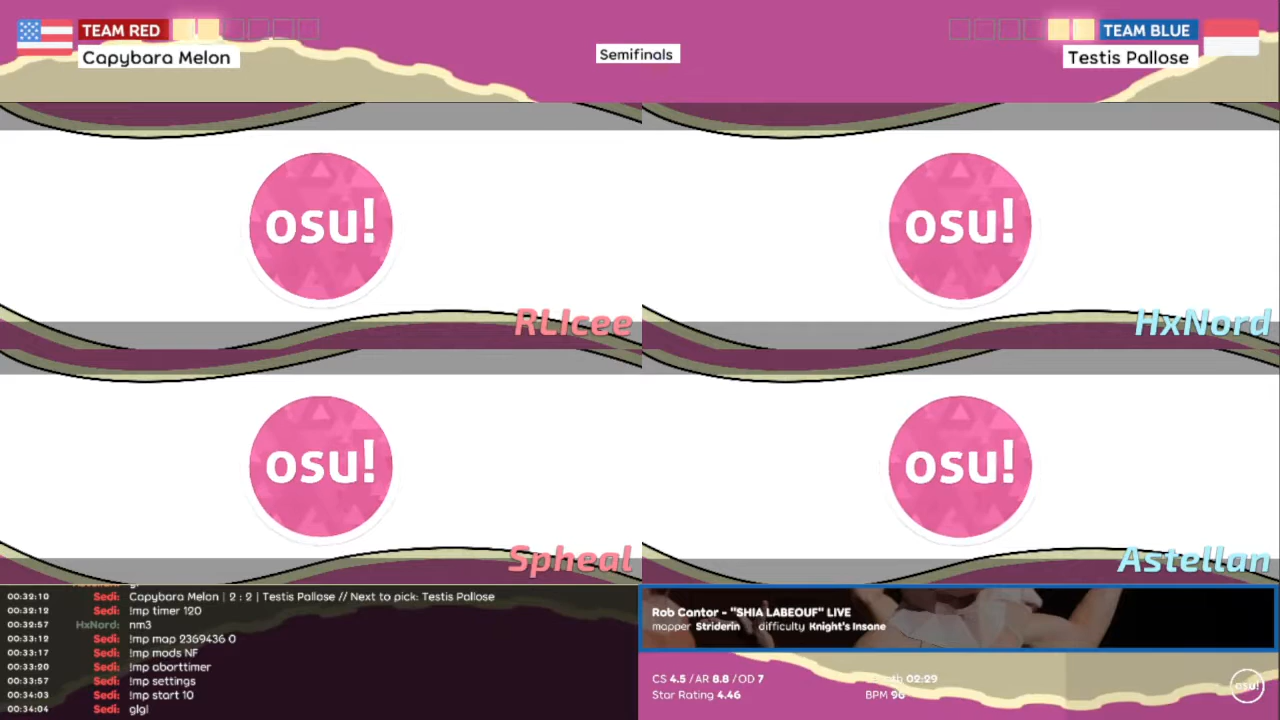 TEAM RED
Capybara Melon
Semifinals
TEAM BLUE
Testis Pallose
osu!
RLIcee
osu!
HxNord
osu!
Spheal
osu!
Astellan
00:32:10 Sedi: Capybara Melon | 2 : 2 | Testis Pallose // Next to pick: Testis Pallose
00:32:12 Sedi: !mp timer 120
00:32:57 HxNord: nm3
00:33:12 Sedi: !mp map 2369436 0
00:33:17 Sedi: !mp mods NF
00:33:20 Sedi: !mp aborttimer
00:33:57 Sedi: !mp settings
00:34:03 Sedi: !mp start 10
00:34:04 Sedi: glgl
Rob Cantor - "SHIA LABEOUF" LIVE
mapper Striderin difficulty Knight's Insane
CS 4.5 / AR 8.8 / OD 7
Star Rating 4.46
Length 02:29
BPM 90
osu!